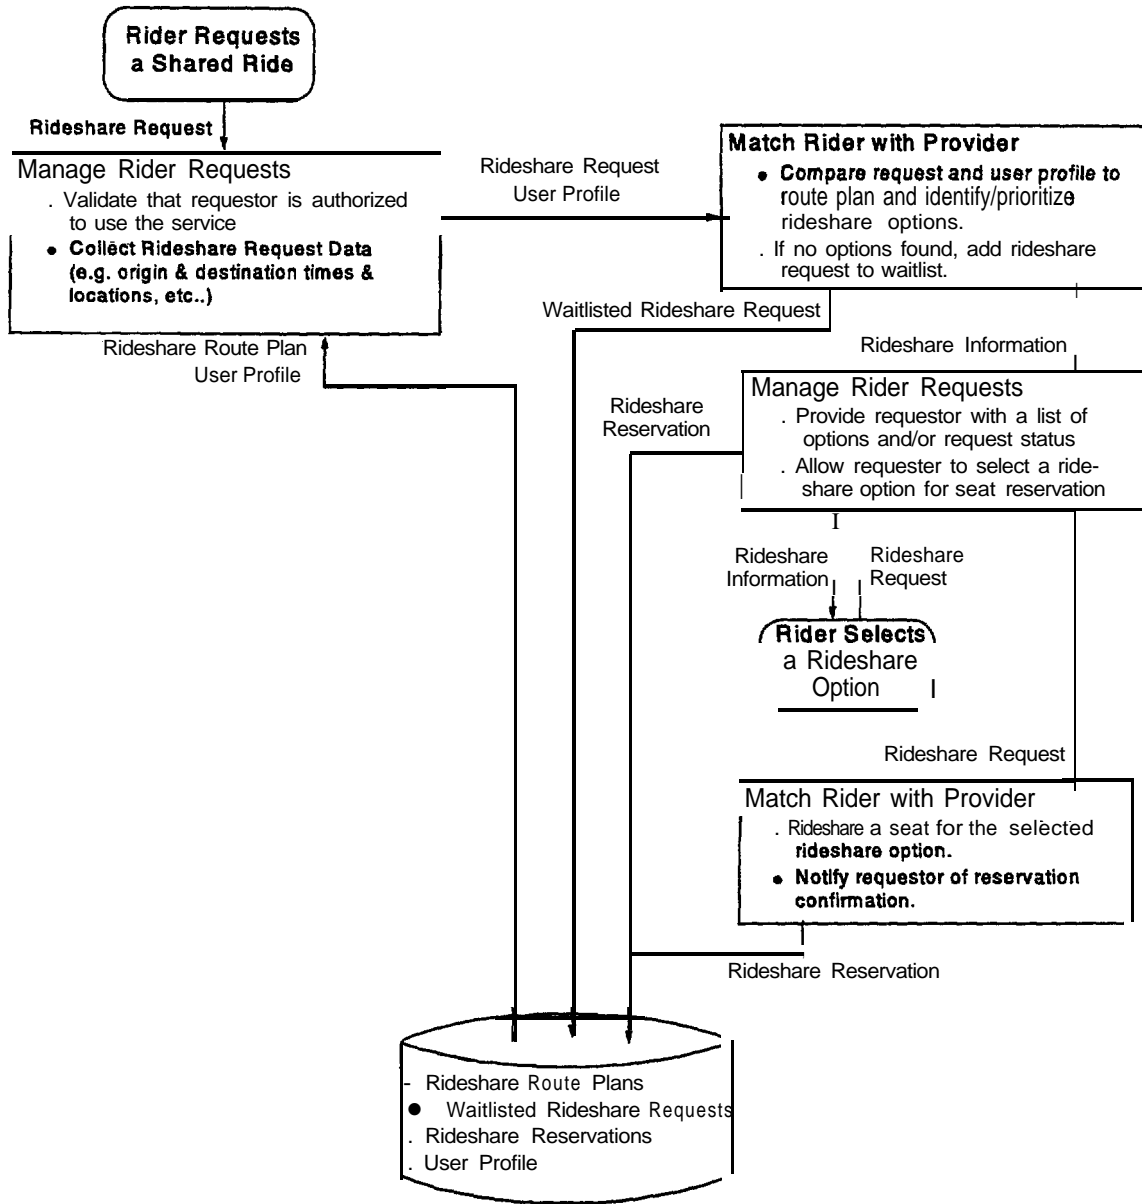 Rider Requests
a Shared Ride
Rideshare Request
Manage Rider Requests
. Validate that requestor is authorized
to use the service
• Collect Rideshare Request Data
(e.g. origin & destination times &
locations, etc..)
Rideshare Request
User Profile
Match Rider with Provider
• Compare request and user profile to
route plan and identify/prioritize
rideshare options.
. If no options found, add rideshare
request to waitlist.
Waitlisted Rideshare Request
Rideshare Route Plan
User Profile
Rideshare Information
Rideshare
Reservation
Manage Rider Requests
. Provide requestor with a list of
options and/or request status
. Allow requester to select a ride-
share option for seat reservation
Rideshare
Information
Rideshare
Request
Rider Selects
a Rideshare
Option
Rideshare Request
Match Rider with Provider
. Rideshare a seat for the selected
rideshare option.
• Notify requestor of reservation
confirmation.
Rideshare Reservation
- Rideshare Route Plans
• Waitlisted Rideshare Requests
. Rideshare Reservations
. User Profile